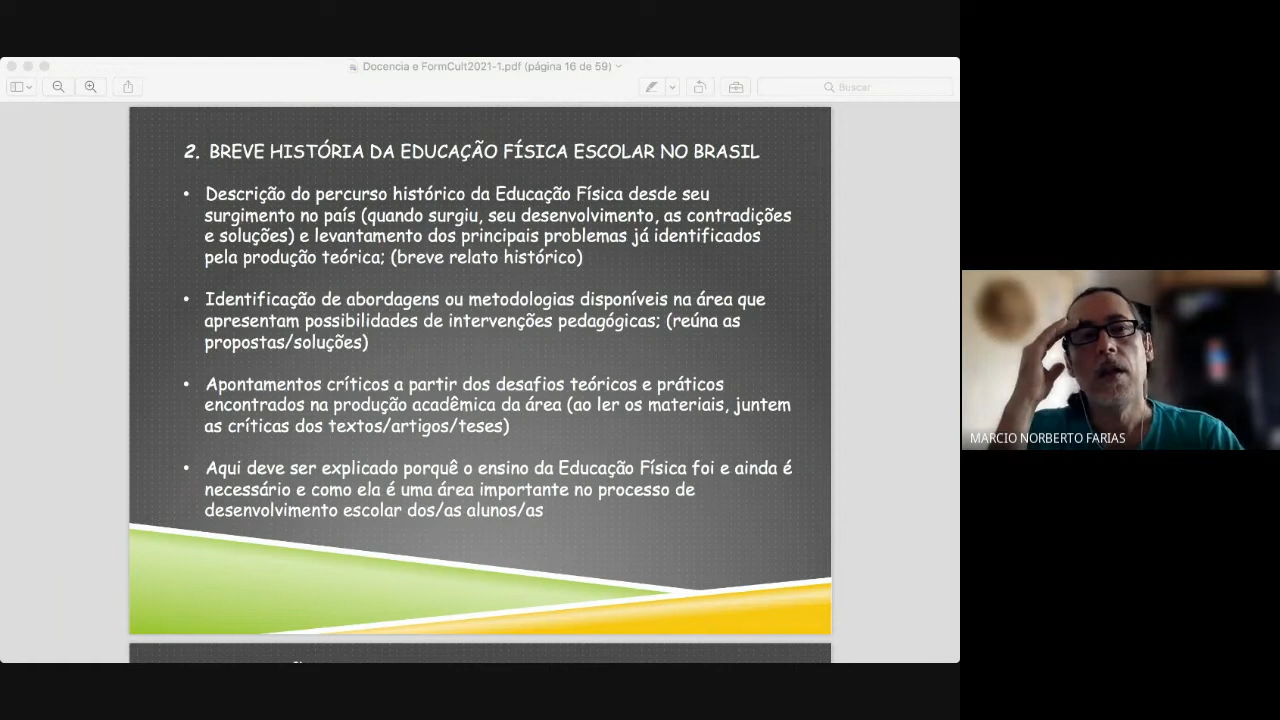 Docencia e FormCult2021-1.pdf (página 16 de 59)
Buscar
2. BREVE HISTÓRIA DA EDUCAÇÃO FÍSICA ESCOLAR NO BRASIL
• Descrição do percurso histórico da Educação Física desde seu
surgimento no país (quando surgiu, seu desenvolvimento, as contradições
e soluções) e levantamento dos principais problemas já identificados
pela produção teórica; (breve relato histórico)
• Identificação de abordagens ou metodologias disponíveis na área que
apresentam possibilidades de intervenções pedagógicas; (reúna as
propostas/soluções)
• Apontamentos críticos a partir dos desafios teóricos e práticos
encontrados na produção acadêmica da área (ao ler os materiais, juntem
as críticas dos textos/artigos/teses)
• Aqui deve ser explicado porquê o ensino da Educação Física foi e ainda é
necessário e como ela é uma área importante no processo de
desenvolvimento escolar dos/as alunos/as
MARCIO NORBERTO FARIAS